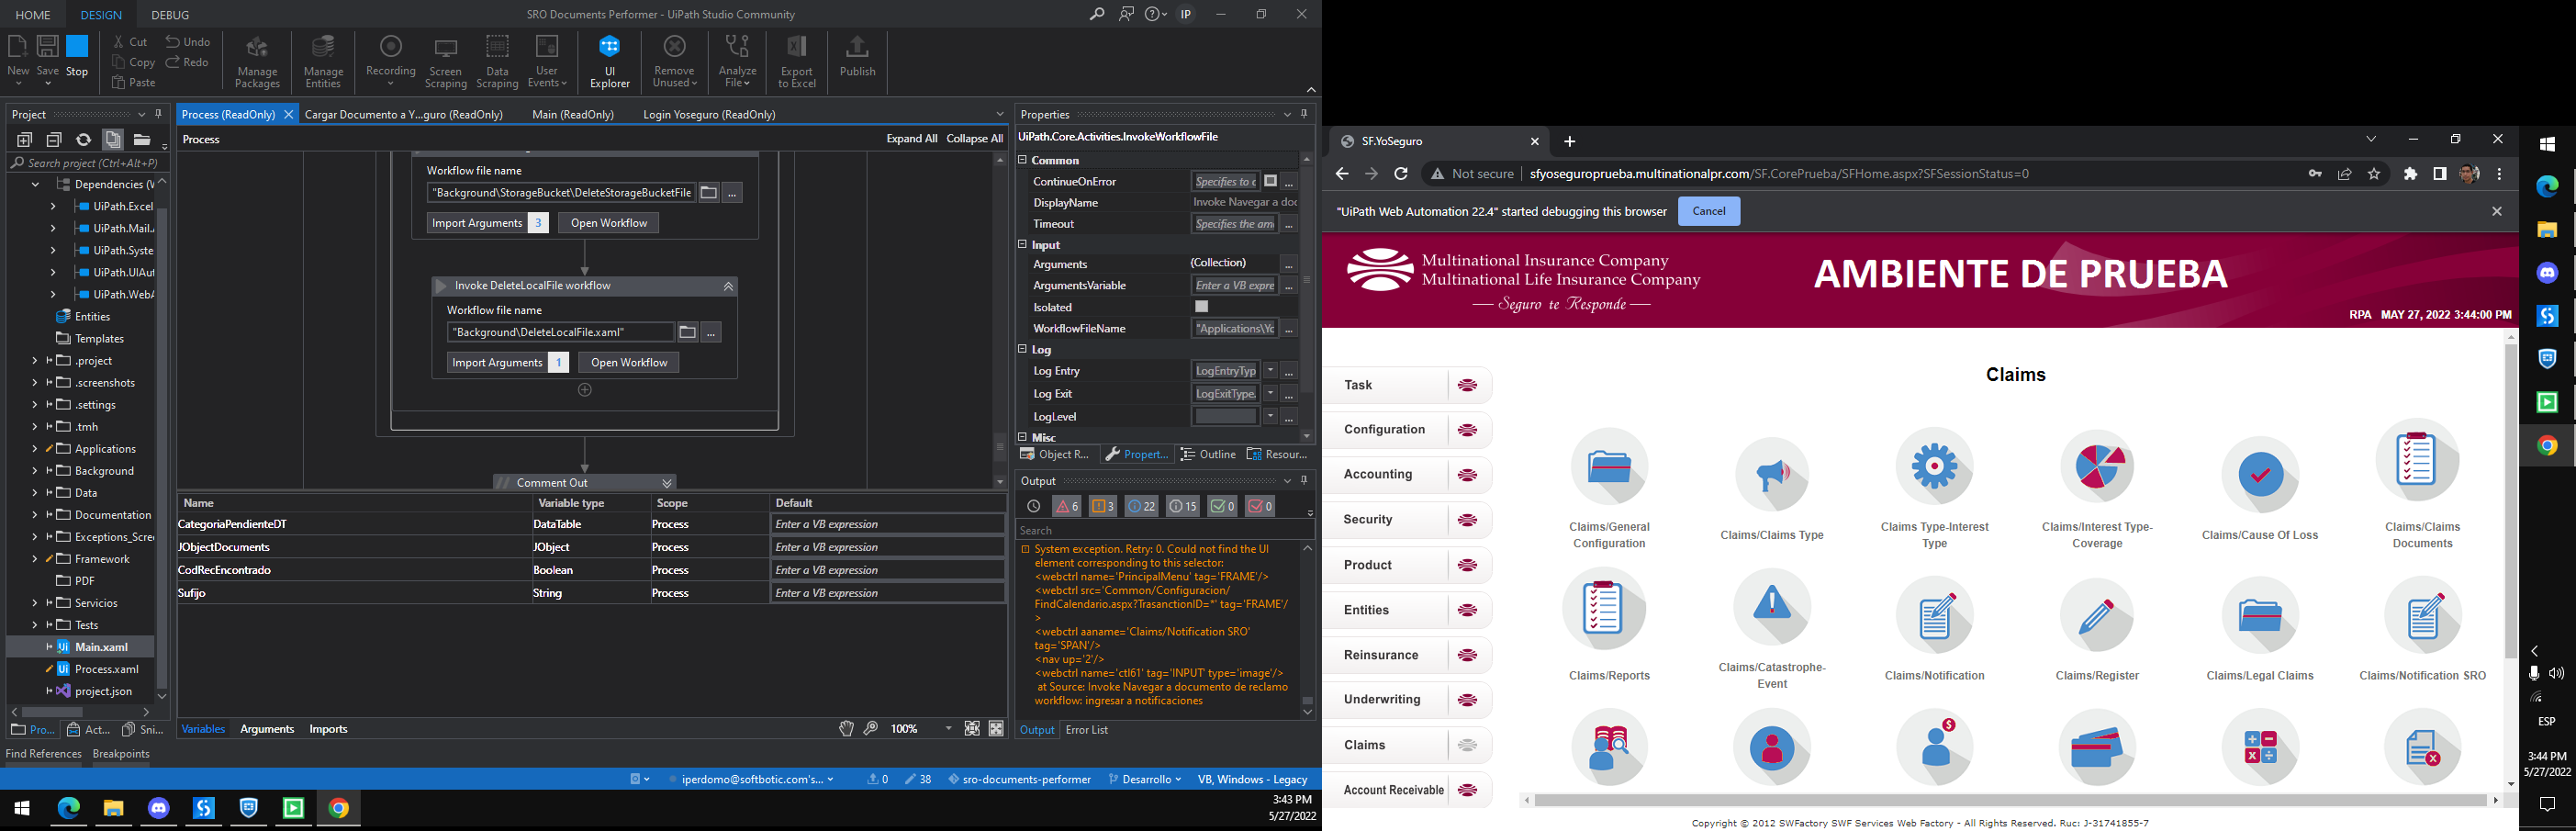 HOME DESIGN DEBUG
SRO Documents Performer - UiPath Studio Community
IP
New Save Stop
Cut Undo
Copy Redo
Paste
Manage Packages
Manage Entities
Recording
Screen Scraping
Data Scraping
User Events
UI Explorer
Remove Unused
Analyze File
Export to Excel
Publish
Project
Search project (Ctrl+Alt+P)
Dependencies (W
UiPath.Excel
UiPath.Mail.
UiPath.Syste
UiPath.UIAut
UiPath.WebA
Entities
Templates
.project
.screenshots
.settings
.tmh
Applications
Background
Data
Documentation
Exceptions_Scree
Framework
PDF
Servicios
Tests
Main.xaml
Process.xaml
project.json
Pro... Act... Sni...
Find References Breakpoints
Process (ReadOnly) Cargar Documento a Y...guro (ReadOnly) Main (ReadOnly) Login Yoseguro (ReadOnly)
Process
Expand All Collapse All
Workflow file name
"Background\StorageBucket\DeleteStorageBucketFile
Import Arguments 3 Open Workflow
Invoke DeleteLocalFile workflow
Workflow file name
"Background\DeleteLocalFile.xaml"
Import Arguments 1 Open Workflow
// Comment Out
Name Variable type Scope Default
CategoriaPendienteDT DataTable Process Enter a VB expression
JObjectDocuments JObject Process Enter a VB expression
CodRecEncontrado Boolean Process Enter a VB expression
Sufijo String Process Enter a VB expression
Variables Arguments Imports
100%
Properties
UiPath.Core.Activities.InvokeWorkflowFile
Common
ContinueOnError Specifies to c ...
DisplayName Invoke Navegar a doc
Timeout Specifies the am ...
Input
Arguments (Collection) ...
ArgumentsVariable Enter a VB expre ...
Isolated
WorkflowFileName "Applications\Yo ...
Log
Log Entry LogEntryTyp ...
Log Exit LogExitType. ...
LogLevel ...
Misc
Object R... Propert... Outline Resour...
Output
6 3 22 15 0 0
Search
System exception. Retry: 0. Could not find the UI
element corresponding to this selector:
<webctrl name='PrincipalMenu' tag='FRAME'/>
<webctrl src='Common/Configuracion/
FindCalendario.aspx?TrasanctionID=*' tag='FRAME'/
>
<webctrl aaname='Claims/Notification SRO'
tag='SPAN'/>
<nav up='2'/>
<webctrl name='ctl61' tag='INPUT' type='image'/>
at Source: Invoke Navegar a documento de reclamo
workflow: ingresar a notificaciones
Output Error List
iperdomo@softbotic.com's... 0 38 sro-documents-performer Desarrollo VB, Windows - Legacy
3:43 PM
5/27/2022
SF.YoSeguro
Not secure sfyoseguroprueba.multinationalpr.com/SF.CorePrueba/SFHome.aspx?SFSessionStatus=0
"UiPath Web Automation 22.4" started debugging this browser Cancel
Multinational Insurance Company
Multinational Life Insurance Company
Seguro te Responde
AMBIENTE DE PRUEBA
RPA MAY 27, 2022 3:44:00 PM
Task
Configuration
Accounting
Security
Product
Entities
Reinsurance
Underwriting
Claims
Account Receivable
Claims
Claims/General Configuration
Claims/Claims Type
Claims Type-Interest Type
Claims/Interest Type-Coverage
Claims/Cause Of Loss
Claims/Claims Documents
Claims/Reports
Claims/Catastrophe-Event
Claims/Notification
Claims/Register
Claims/Legal Claims
Claims/Notification SRO
Copyright © 2012 SWFactory SWF Services Web Factory - All Rights Reserved. Ruc: J-31741855-7
ESP
3:44 PM
5/27/2022